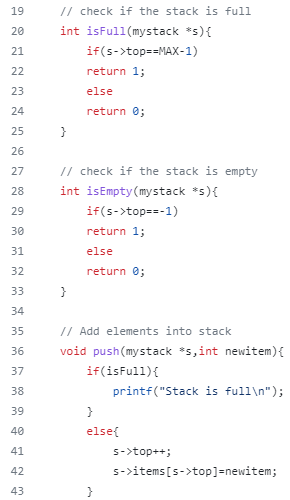 19 // check if the stack is full
20 int isFull(mystack *s){
21 if(s->top==MAX-1)
22 return 1;
23 else
24 return 0;
25 }
26
27 // check if the stack is empty
28 int isEmpty(mystack *s){
29 if(s->top==-1)
30 return 1;
31 else
32 return 0;
33 }
34
35 // Add elements into stack
36 void push(mystack *s,int newitem){
37 if(isFull){
38 printf("Stack is full\n");
39 }
40 else{
41 s->top++;
42 s->items[s->top]=newitem;
43 }